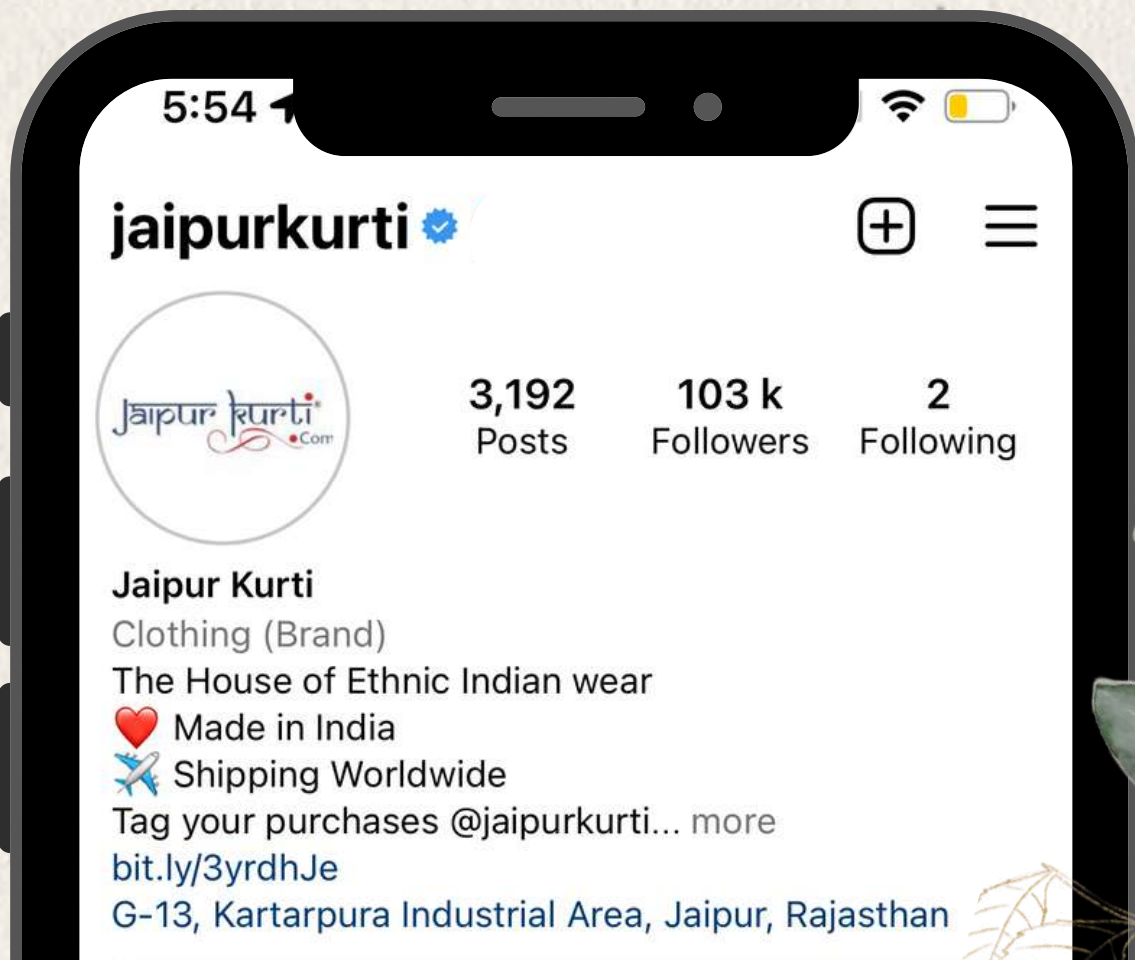 5:54
jaipurkurti
Jaipur kurti
.Com
3,192 103 k 2
Posts Followers Following
Jaipur Kurti
Clothing (Brand)
The House of Ethnic Indian wear
❤️ Made in India
✈️ Shipping Worldwide
Tag your purchases @jaipurkurti... more
bit.ly/3yrdhJe
G-13, Kartarpura Industrial Area, Jaipur, Rajasthan